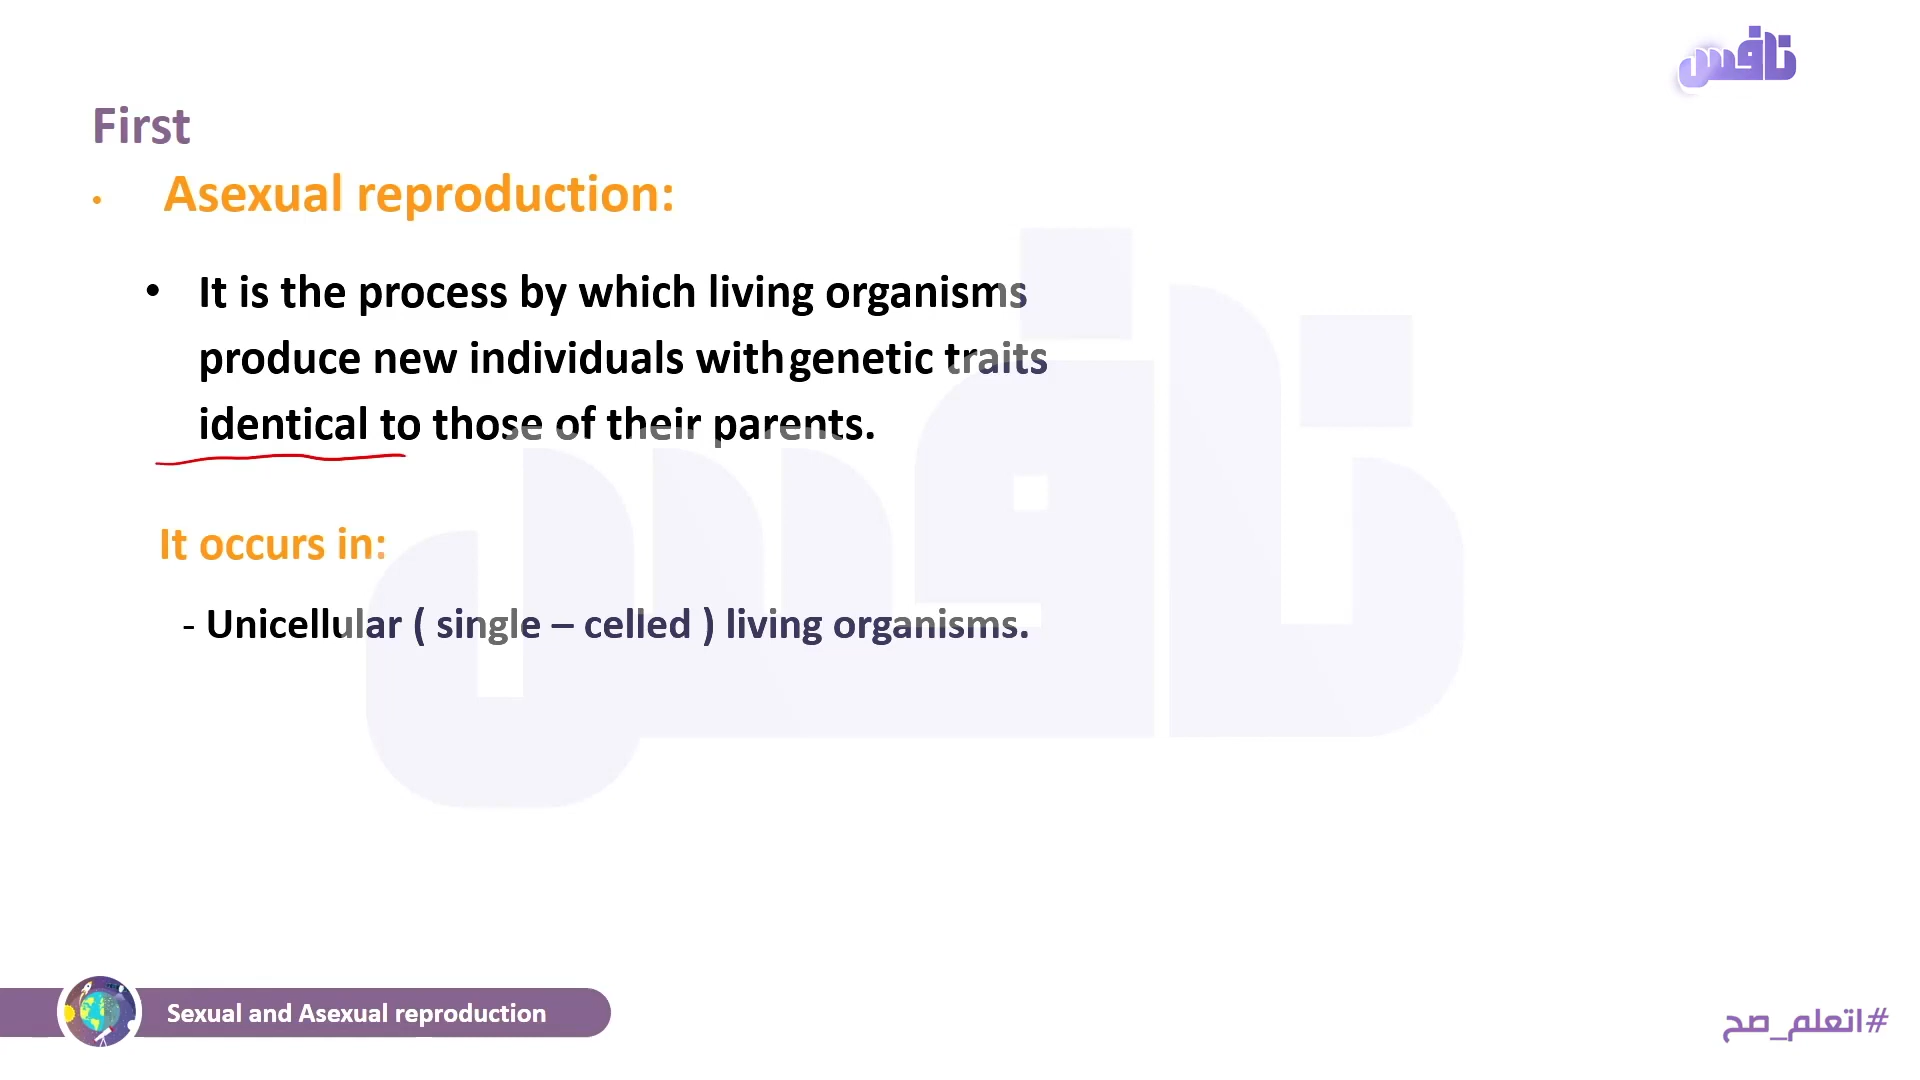 نافس
First
• Asexual reproduction:
• It is the process by which living organisms
produce new individuals with genetic traits
identical to those of their parents.
It occurs in:
- Unicellular ( single – celled ) living organisms.
نافس
Sexual and Asexual reproduction
#اتعلم_صح